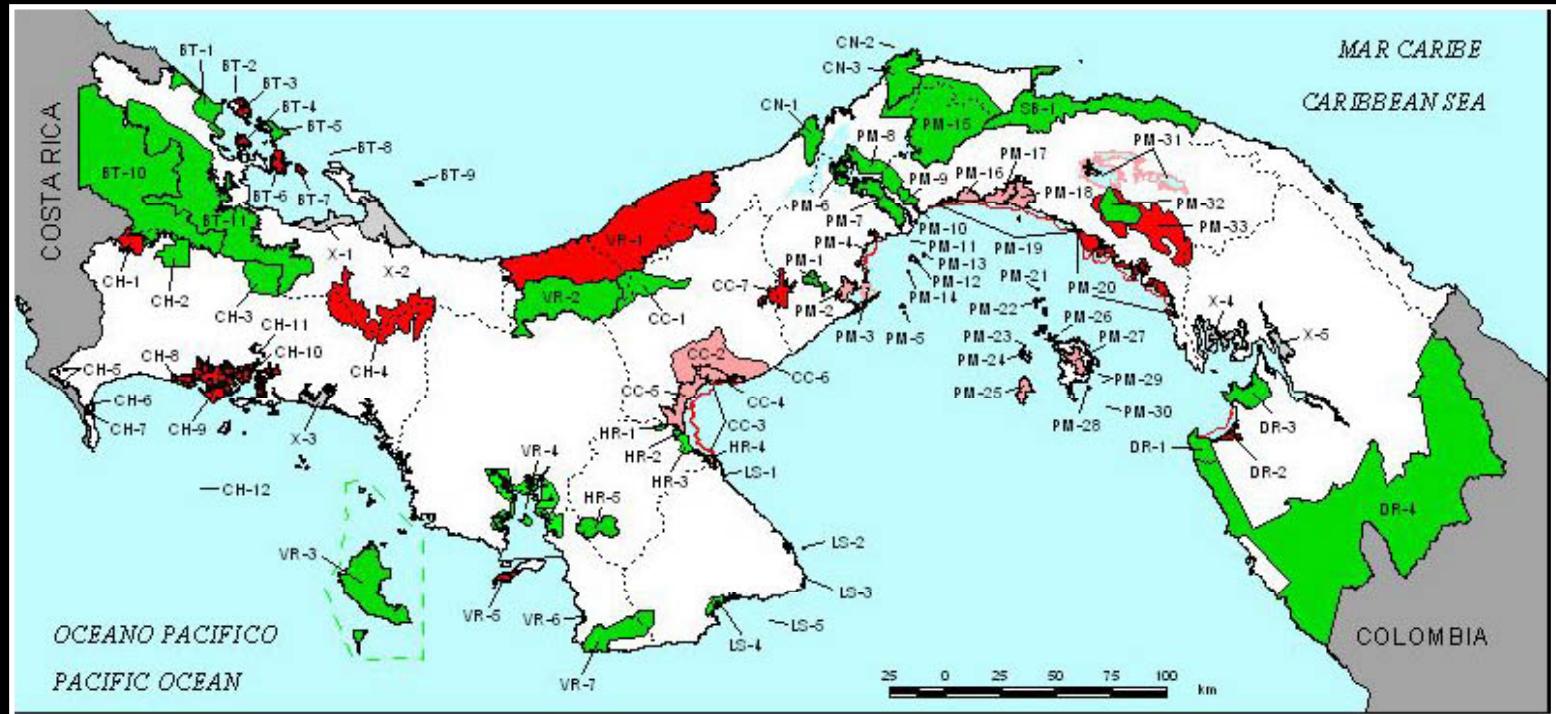 MAR CARIBE
CARIBBEAN SEA
COSTA RICA
COLOMBIA
OCEANO PACIFICO
PACIFIC OCEAN
BT-1
BT-2
BT-3
BT-4
BT-5
BT-6
BT-7
BT-8
BT-9
BT-10
BT-11
CH-1
CH-2
CH-3
CH-4
CH-5
CH-6
CH-7
CH-8
CH-9
CH-10
CH-11
CH-12
X-1
X-2
X-3
X-4
X-5
VR-1
VR-2
VR-3
VR-4
VR-5
VR-6
VR-7
CC-1
CC-2
CC-3
CC-4
CC-5
CC-6
CC-7
CN-1
CN-2
CN-3
HR-1
HR-2
HR-3
HR-4
HR-5
LS-1
LS-2
LS-3
LS-4
LS-5
PM-1
PM-2
PM-3
PM-4
PM-5
PM-6
PM-7
PM-8
PM-9
PM-10
PM-11
PM-12
PM-13
PM-14
PM-15
PM-16
PM-17
PM-18
PM-19
PM-20
PM-21
PM-22
PM-23
PM-24
PM-25
PM-26
PM-27
PM-28
PM-29
PM-30
PM-31
PM-32
PM-33
SB-1
DR-1
DR-2
DR-3
DR-4
25 0 25 50 75 100
km